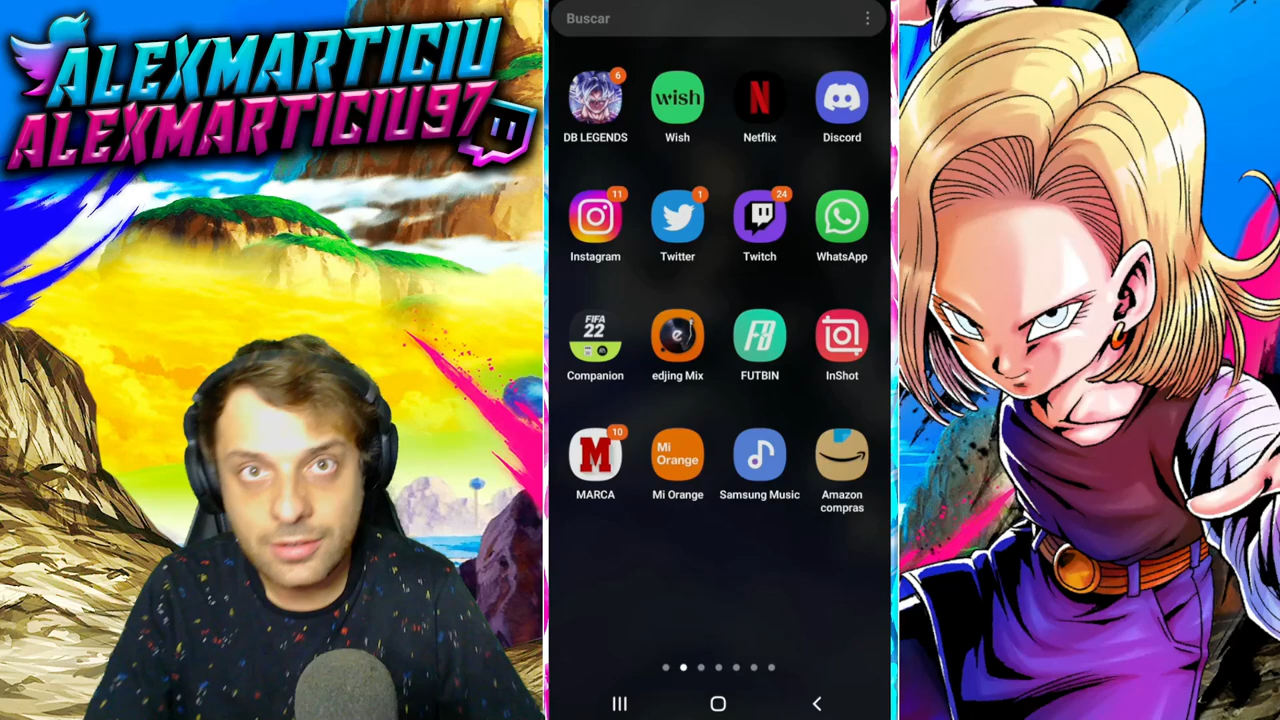 ALEXMARTICIU
ALEXMARTICIU97
Buscar
6
DB LEGENDS
wish
Wish
N
Netflix
Discord
11
Instagram
1
Twitter
24
Twitch
WhatsApp
FIFA
22
Companion
e
edjing Mix
FB
FUTBIN
InShot
M
10
MARCA
Mi
Orange
Mi Orange
Samsung Music
Amazon
compras